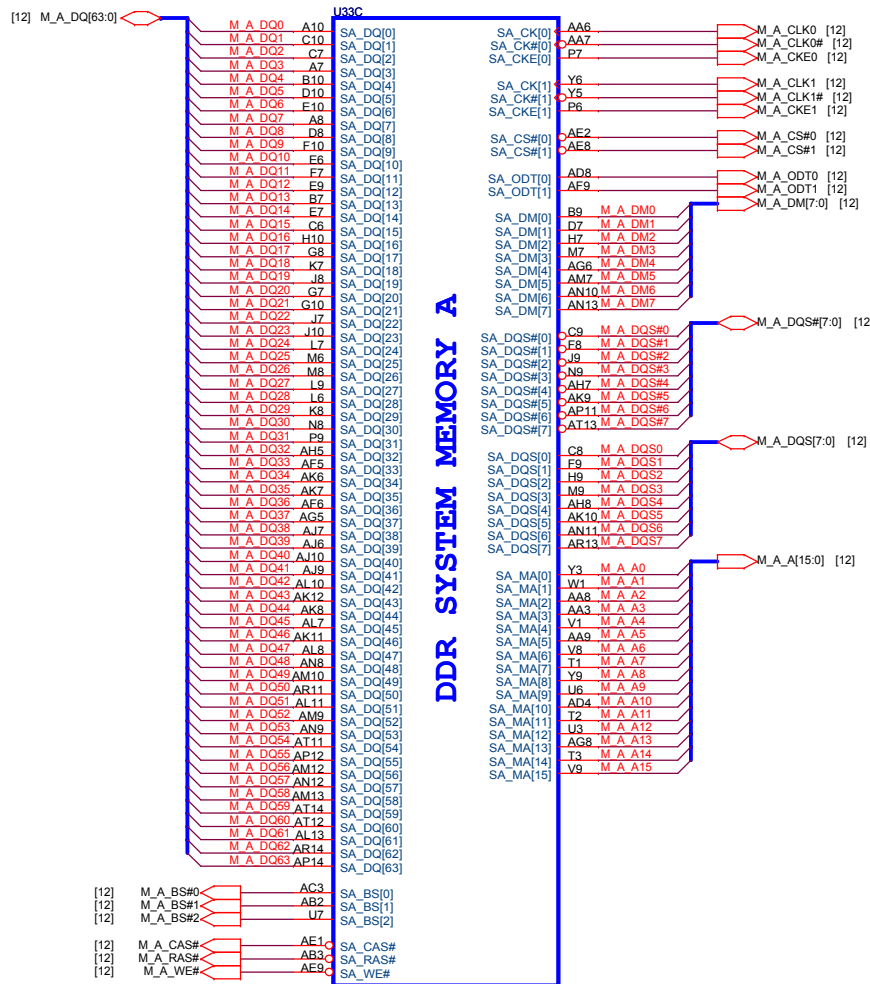 U33C
[12] M_A_DQ[63:0]
M_A_DQ0 A10 SA_DQ[0]
M_A_DQ1 C10 SA_DQ[1]
M_A_DQ2 C7 SA_DQ[2]
M_A_DQ3 A7 SA_DQ[3]
M_A_DQ4 B10 SA_DQ[4]
M_A_DQ5 D10 SA_DQ[5]
M_A_DQ6 E10 SA_DQ[6]
M_A_DQ7 A8 SA_DQ[7]
M_A_DQ8 D8 SA_DQ[8]
M_A_DQ9 F10 SA_DQ[9]
M_A_DQ10 E6 SA_DQ[10]
M_A_DQ11 F7 SA_DQ[11]
M_A_DQ12 E9 SA_DQ[12]
M_A_DQ13 B7 SA_DQ[13]
M_A_DQ14 E7 SA_DQ[14]
M_A_DQ15 C6 SA_DQ[15]
M_A_DQ16 H10 SA_DQ[16]
M_A_DQ17 G8 SA_DQ[17]
M_A_DQ18 K7 SA_DQ[18]
M_A_DQ19 J8 SA_DQ[19]
M_A_DQ20 G7 SA_DQ[20]
M_A_DQ21 G10 SA_DQ[21]
M_A_DQ22 J7 SA_DQ[22]
M_A_DQ23 J10 SA_DQ[23]
M_A_DQ24 L7 SA_DQ[24]
M_A_DQ25 M6 SA_DQ[25]
M_A_DQ26 M8 SA_DQ[26]
M_A_DQ27 L9 SA_DQ[27]
M_A_DQ28 L6 SA_DQ[28]
M_A_DQ29 K8 SA_DQ[29]
M_A_DQ30 N8 SA_DQ[30]
M_A_DQ31 P9 SA_DQ[31]
M_A_DQ32 AH5 SA_DQ[32]
M_A_DQ33 AF5 SA_DQ[33]
M_A_DQ34 AK6 SA_DQ[34]
M_A_DQ35 AK7 SA_DQ[35]
M_A_DQ36 AF6 SA_DQ[36]
M_A_DQ37 AG5 SA_DQ[37]
M_A_DQ38 AJ7 SA_DQ[38]
M_A_DQ39 AJ6 SA_DQ[39]
M_A_DQ40 AJ10 SA_DQ[40]
M_A_DQ41 AJ9 SA_DQ[41]
M_A_DQ42 AL10 SA_DQ[42]
M_A_DQ43 AK12 SA_DQ[43]
M_A_DQ44 AK8 SA_DQ[44]
M_A_DQ45 AL7 SA_DQ[45]
M_A_DQ46 AK11 SA_DQ[46]
M_A_DQ47 AL8 SA_DQ[47]
M_A_DQ48 AN8 SA_DQ[48]
M_A_DQ49 AM10 SA_DQ[49]
M_A_DQ50 AR11 SA_DQ[50]
M_A_DQ51 AL11 SA_DQ[51]
M_A_DQ52 AM9 SA_DQ[52]
M_A_DQ53 AN9 SA_DQ[53]
M_A_DQ54 AT11 SA_DQ[54]
M_A_DQ55 AP12 SA_DQ[55]
M_A_DQ56 AM12 SA_DQ[56]
M_A_DQ57 AN12 SA_DQ[57]
M_A_DQ58 AM13 SA_DQ[58]
M_A_DQ59 AT14 SA_DQ[59]
M_A_DQ60 AT12 SA_DQ[60]
M_A_DQ61 AL13 SA_DQ[61]
M_A_DQ62 AR14 SA_DQ[62]
M_A_DQ63 AP14 SA_DQ[63]
[12] M_A_BS#0 AC3 SA_BS[0]
[12] M_A_BS#1 AB2 SA_BS[1]
[12] M_A_BS#2 U7 SA_BS[2]
[12] M_A_CAS# AE1 SA_CAS#
[12] M_A_RAS# AB3 SA_RAS#
[12] M_A_WE# AE9 SA_WE#
DDR SYSTEM MEMORY A
SA_CK[0] AA6 M_A_CLK0 [12]
SA_CK#[0] AA7 M_A_CLK0# [12]
SA_CKE[0] P7 M_A_CKE0 [12]
SA_CK[1] Y6 M_A_CLK1 [12]
SA_CK#[1] Y5 M_A_CLK1# [12]
SA_CKE[1] P6 M_A_CKE1 [12]
SA_CS#[0] AE2 M_A_CS#0 [12]
SA_CS#[1] AE8 M_A_CS#1 [12]
SA_ODT[0] AD8 M_A_ODT0 [12]
SA_ODT[1] AF9 M_A_ODT1 [12]
M_A_DM[7:0] [12]
SA_DM[0] B9 M_A_DM0
SA_DM[1] D7 M_A_DM1
SA_DM[2] H7 M_A_DM2
SA_DM[3] M7 M_A_DM3
SA_DM[4] AG6 M_A_DM4
SA_DM[5] AM7 M_A_DM5
SA_DM[6] AN10 M_A_DM6
SA_DM[7] AN13 M_A_DM7
M_A_DQS#[7:0] [12
SA_DQS#[0] C9 M_A_DQS#0
SA_DQS#[1] F8 M_A_DQS#1
SA_DQS#[2] J9 M_A_DQS#2
SA_DQS#[3] N9 M_A_DQS#3
SA_DQS#[4] AH7 M_A_DQS#4
SA_DQS#[5] AK9 M_A_DQS#5
SA_DQS#[6] AP11 M_A_DQS#6
SA_DQS#[7] AT13 M_A_DQS#7
M_A_DQS[7:0] [12]
SA_DQS[0] C8 M_A_DQS0
SA_DQS[1] F9 M_A_DQS1
SA_DQS[2] H9 M_A_DQS2
SA_DQS[3] M9 M_A_DQS3
SA_DQS[4] AH8 M_A_DQS4
SA_DQS[5] AK10 M_A_DQS5
SA_DQS[6] AN11 M_A_DQS6
SA_DQS[7] AR13 M_A_DQS7
M_A_A[15:0] [12]
SA_MA[0] Y3 M_A_A0
SA_MA[1] W1 M_A_A1
SA_MA[2] AA8 M_A_A2
SA_MA[3] AA3 M_A_A3
SA_MA[4] V1 M_A_A4
SA_MA[5] AA9 M_A_A5
SA_MA[6] V8 M_A_A6
SA_MA[7] T1 M_A_A7
SA_MA[8] Y9 M_A_A8
SA_MA[9] U6 M_A_A9
SA_MA[10] AD4 M_A_A10
SA_MA[11] T2 M_A_A11
SA_MA[12] U3 M_A_A12
SA_MA[13] AG8 M_A_A13
SA_MA[14] T3 M_A_A14
SA_MA[15] V9 M_A_A15